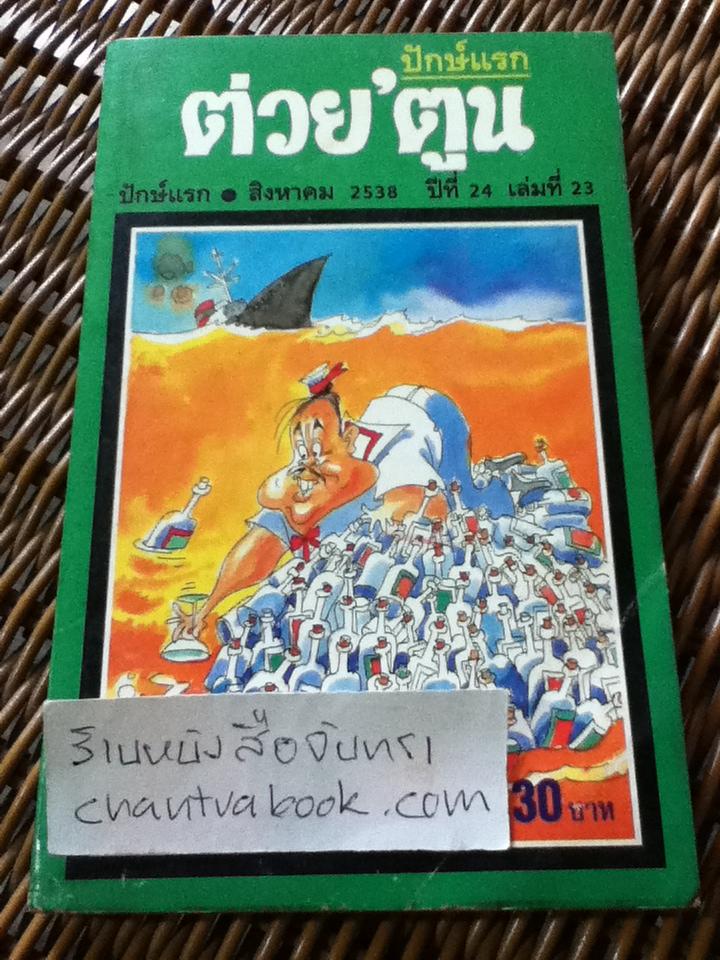 ปักษ์แรก
ต่วย'ตูน
ปักษ์แรก ● สิงหาคม 2538 ปีที่ 24 เล่มที่ 23
ร้านหนังสือจันทรา
chantrabook.com
30 บาท